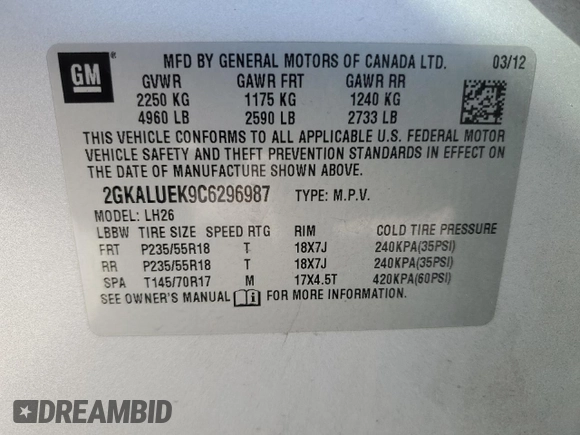 GM ®
MFD BY GENERAL MOTORS OF CANADA LTD. 03/12
GVWR GAWR FRT GAWR RR
2250 KG 1175 KG 1240 KG
4960 LB 2590 LB 2733 LB
THIS VEHICLE CONFORMS TO ALL APPLICABLE U.S. FEDERAL MOTOR
VEHICLE SAFETY AND THEFT PREVENTION STANDARDS IN EFFECT ON
THE DATE OF MANUFACTURE SHOWN ABOVE.
2GKALUEK9C6296987 TYPE: M.P.V.
MODEL: LH26
LBBW TIRE SIZE SPEED RTG RIM COLD TIRE PRESSURE
FRT P235/55R18 T 18X7J 240KPA(35PSI)
RR P235/55R18 T 18X7J 240KPA(35PSI)
SPA T145/70R17 M 17X4.5T 420KPA(60PSI)
SEE OWNER'S MANUAL FOR MORE INFORMATION.
DREAMBID